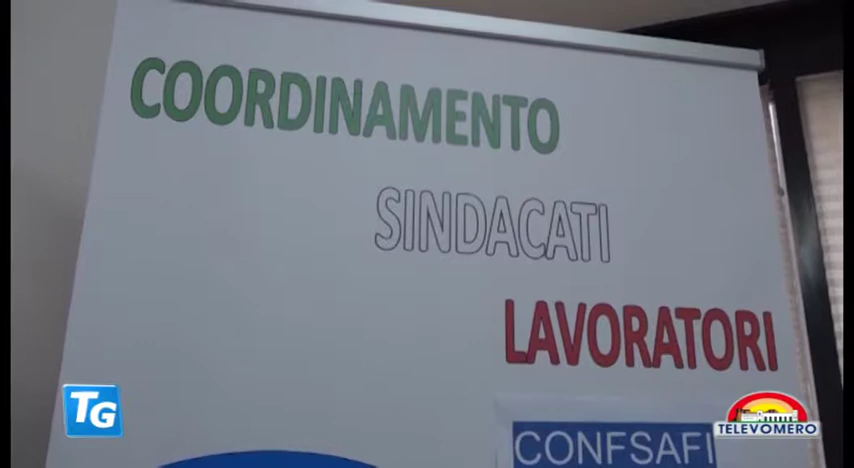 COORDINAMENTO
SINDACATI
LAVORATORI
CONFSAFI
TG
TELEVOMERO